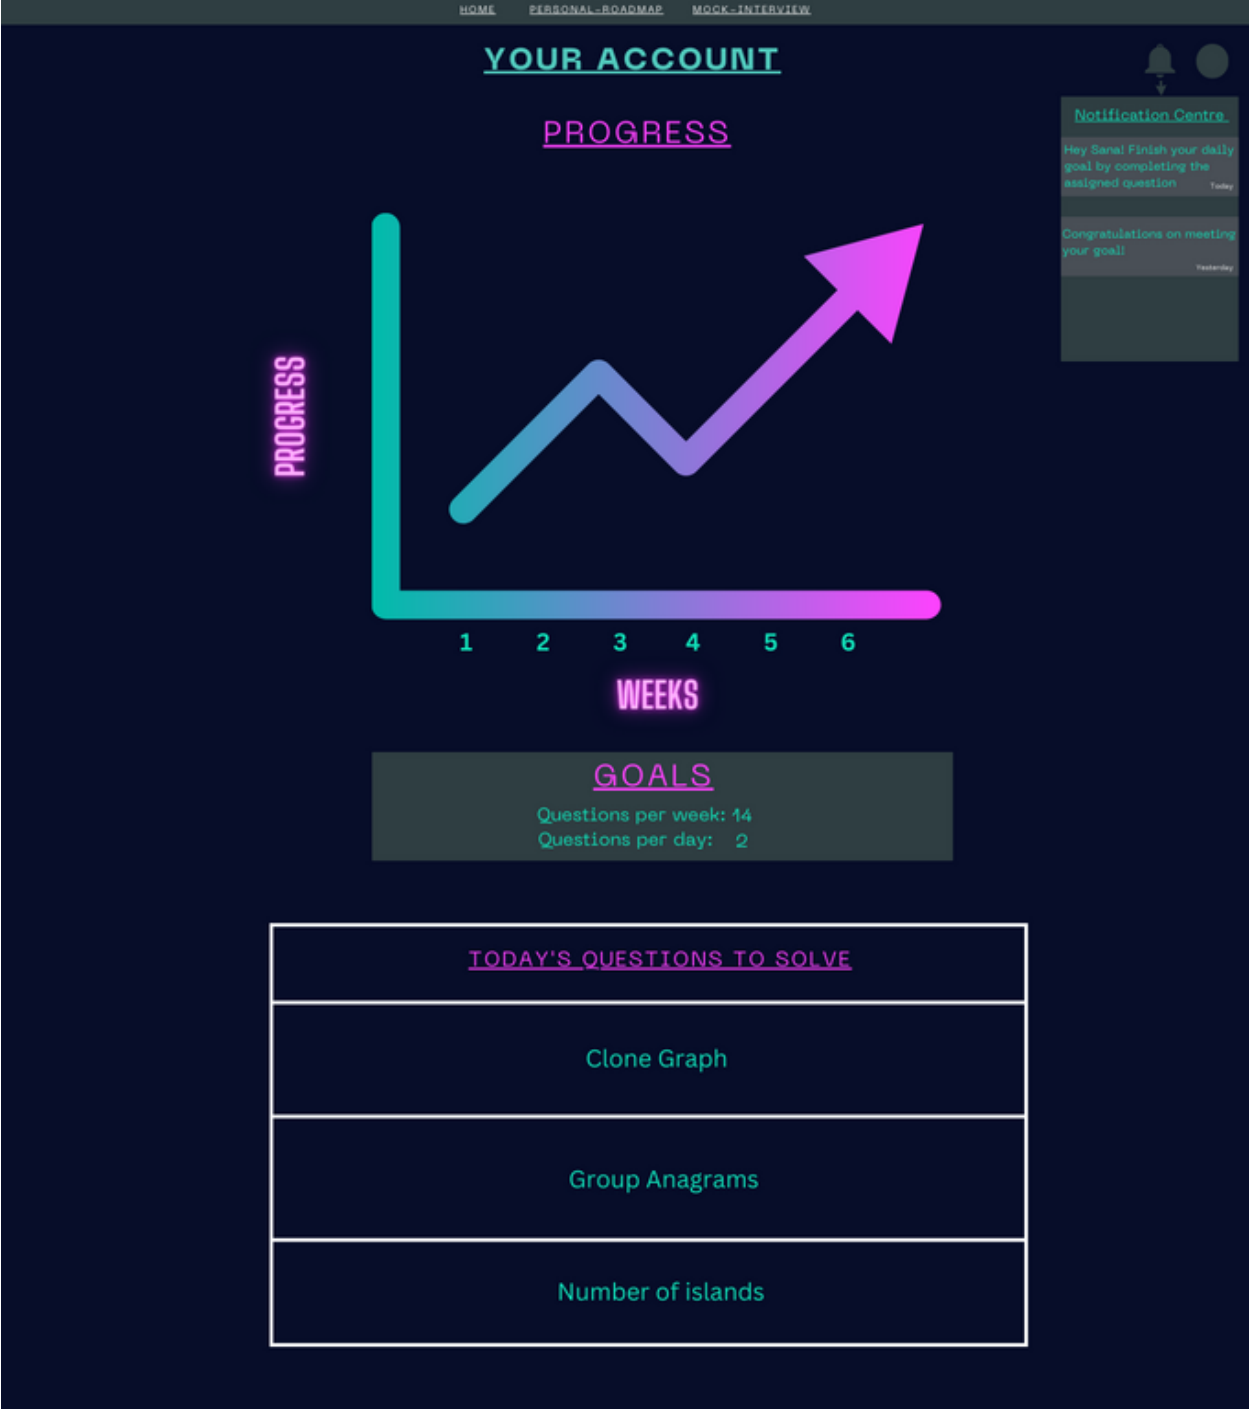 HOME PERSONAL-ROADMAP MOCK-INTERVIEW
YOUR ACCOUNT
PROGRESS
Notification Centre
Hey Sana! Finish your daily
goal by completing the
assigned question
Today
Congratulations on meeting
your goal!
Yesterday
PROGRESS
1 2 3 4 5 6
WEEKS
GOALS
Questions per week: 14
Questions per day: 2
TODAY'S QUESTIONS TO SOLVE
Clone Graph
Group Anagrams
Number of islands